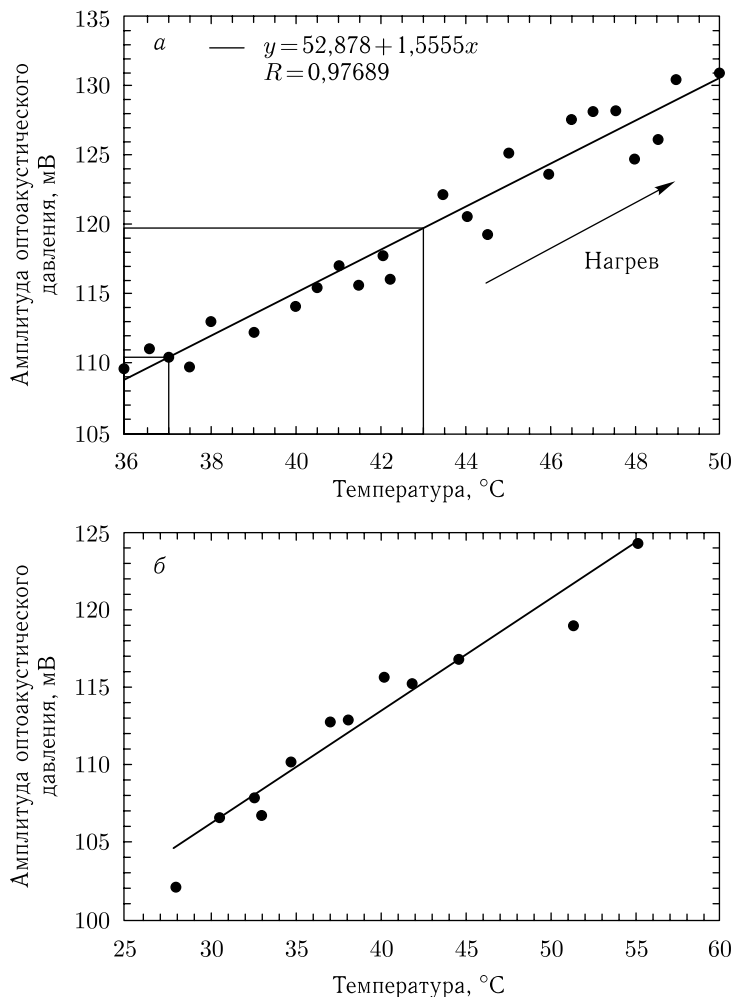 Амплитуда оптоакустического
давления, мВ
135
130
125
120
115
110
105
а
y = 52,878 + 1,5555x
R = 0,97689
Нагрев
36 38 40 42 44 46 48 50
Температура, °C
Амплитуда оптоакустического
давления, мВ
125
120
115
110
105
100
б
25 30 35 40 45 50 55 60
Температура, °C